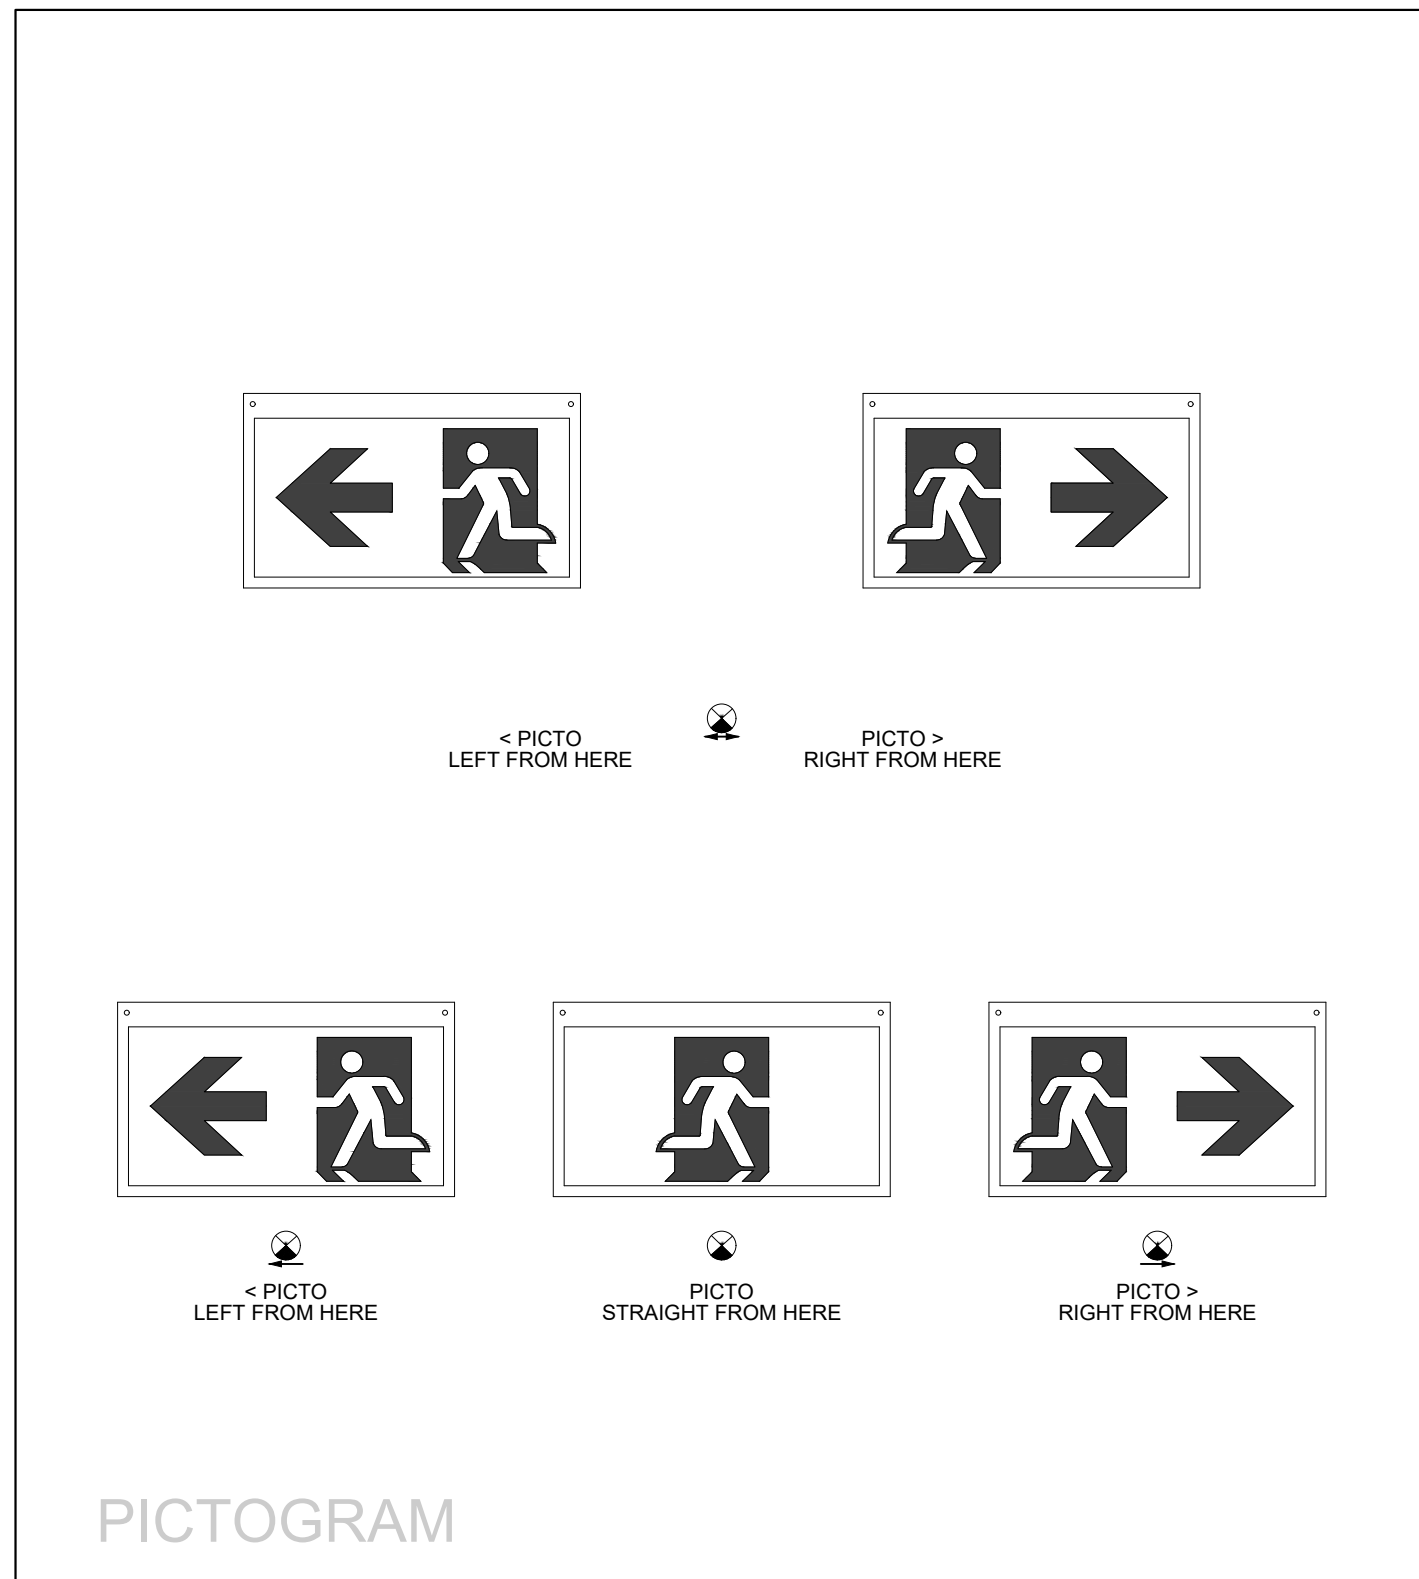 < PICTO
LEFT FROM HERE
PICTO >
RIGHT FROM HERE
< PICTO
LEFT FROM HERE
PICTO
STRAIGHT FROM HERE
PICTO >
RIGHT FROM HERE
PICTOGRAM